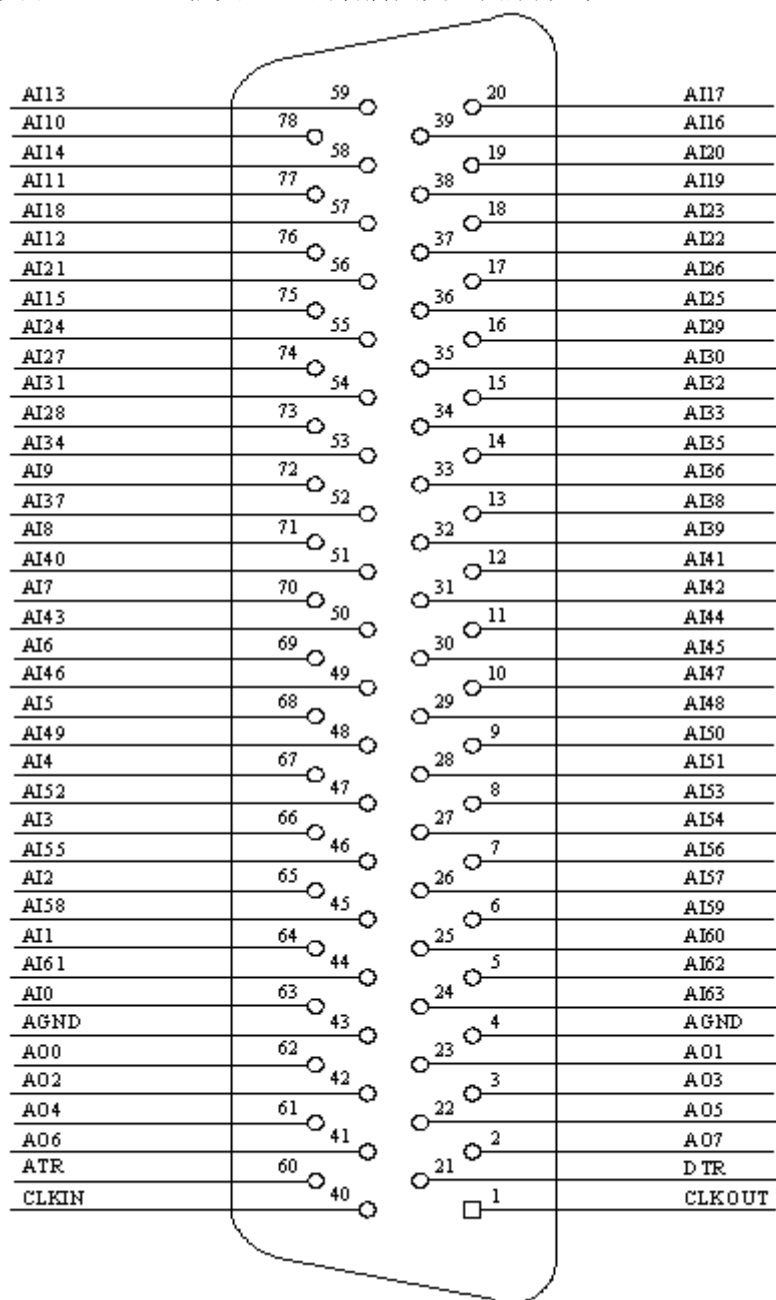 AI13 59 20 AI17
AI10 78 39 AI16
AI14 58 19 AI20
AI11 77 38 AI19
AI18 57 18 AI23
AI12 76 37 AI22
AI21 56 17 AI26
AI15 75 36 AI25
AI24 55 16 AI29
AI27 74 35 AI30
AI31 54 15 AI32
AI28 73 34 AI33
AI34 53 14 AI35
AI9 72 33 AI36
AI37 52 13 AI38
AI8 71 32 AI39
AI40 51 12 AI41
AI7 70 31 AI42
AI43 50 11 AI44
AI6 69 30 AI45
AI46 49 10 AI47
AI5 68 29 AI48
AI49 48 9 AI50
AI4 67 28 AI51
AI52 47 8 AI53
AI3 66 27 AI54
AI55 46 7 AI56
AI2 65 26 AI57
AI58 45 6 AI59
AI1 64 25 AI60
AI61 44 5 AI62
AI0 63 24 AI63
AGND 43 4 AGND
AO0 62 23 AO1
AO2 42 3 AO3
AO4 61 22 AO5
AO6 41 2 AO7
ATR 60 21 DTR
CLKIN 40 1 CLKOUT